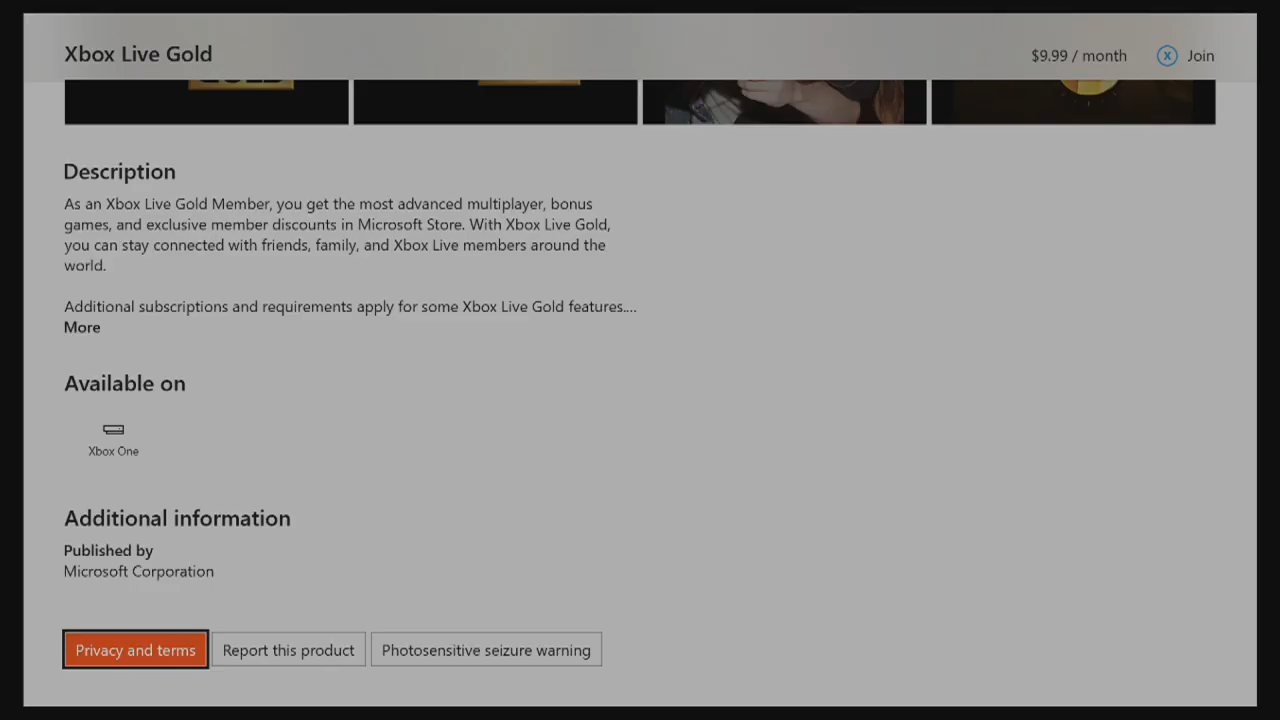 Xbox Live Gold
$9.99 / month
X Join
Description
As an Xbox Live Gold Member, you get the most advanced multiplayer, bonus
games, and exclusive member discounts in Microsoft Store. With Xbox Live Gold,
you can stay connected with friends, family, and Xbox Live members around the
world.
Additional subscriptions and requirements apply for some Xbox Live Gold features....
More
Available on
Xbox One
Additional information
Published by
Microsoft Corporation
Privacy and terms
Report this product
Photosensitive seizure warning